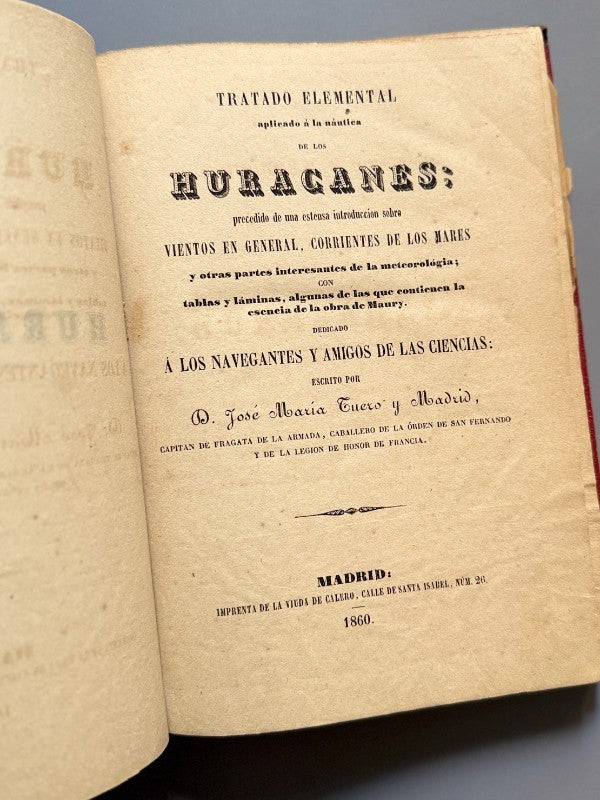 TRATADO ELEMENTAL
aplicado á la náutica
DE LOS
HURACANES;
precedido de una estensa introduccion sobre
VIENTOS EN GENERAL, CORRIENTES DE LOS MARES
y otras partes interesantes de la meteorológia;
CON
tablas y láminas, algunas de las que contienen la
esencia de la obra de Maury.
DEDICADO
Á LOS NAVEGANTES Y AMIGOS DE LAS CIENCIAS:
ESCRITO POR
D. José María Tuero y Madrid,
CAPITAN DE FRAGATA DE LA ARMADA, CABALLERO DE LA ÓRDEN DE SAN FERNANDO
Y DE LA LEGION DE HONOR DE FRANCIA.
MADRID:
IMPRENTA DE LA VIUDA DE CALERO, CALLE DE SANTA ISABEL, NÚM. 26.
1860.